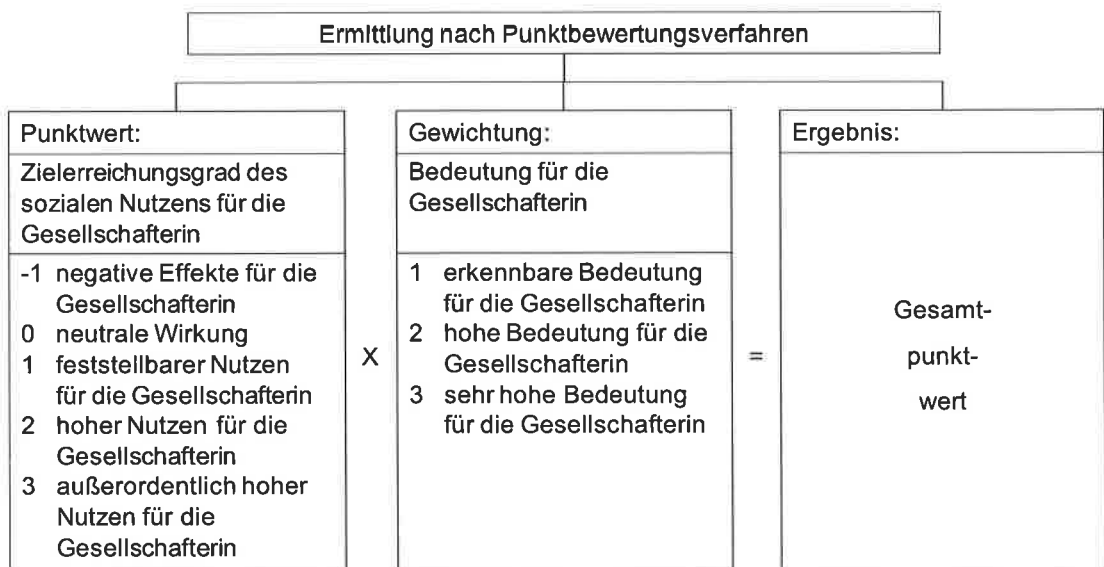 Ermittlung nach Punktbewertungsverfahren
Punktwert:
Zielerreichungsgrad des
sozialen Nutzens für die
Gesellschafterin
-1 negative Effekte für die
Gesellschafterin
0 neutrale Wirkung
1 feststellbarer Nutzen
für die Gesellschafterin
2 hoher Nutzen für die
Gesellschafterin
3 außerordentlich hoher
Nutzen für die
Gesellschafterin
X
Gewichtung:
Bedeutung für die
Gesellschafterin
1 erkennbare Bedeutung
für die Gesellschafterin
2 hohe Bedeutung für die
Gesellschafterin
3 sehr hohe Bedeutung
für die Gesellschafterin
=
Ergebnis:
Gesamt-
punkt-
wert